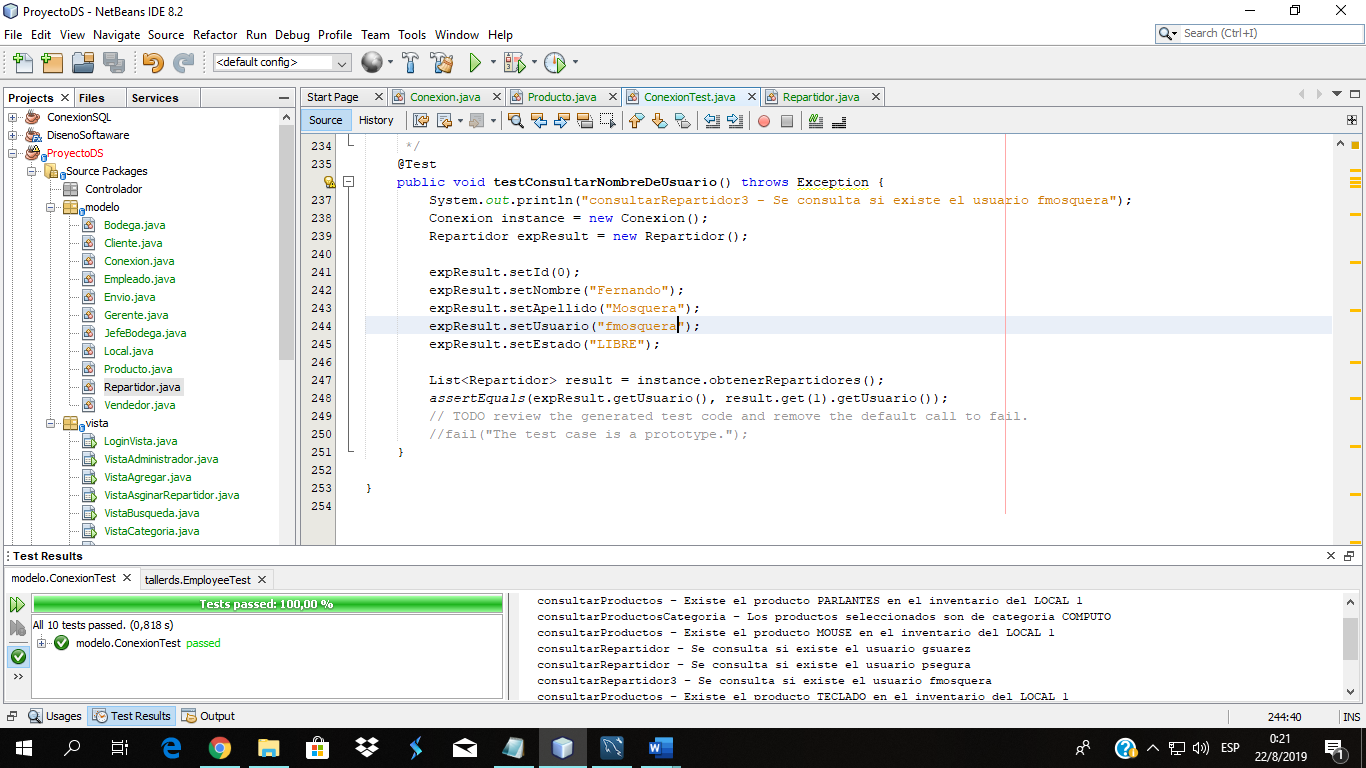 ProyectoDS - NetBeans IDE 8.2
File Edit View Navigate Source Refactor Run Debug Profile Team Tools Window Help
Search (Ctrl+I)
<default config>
Projects Files Services
Start Page Conexion.java Producto.java ConexionTest.java Repartidor.java
Source History
ConexionSQL
DisenoSoftaware
ProyectoDS
Source Packages
Controlador
modelo
Bodega.java
Cliente.java
Conexion.java
Empleado.java
Envio.java
Gerente.java
JefeBodega.java
Local.java
Producto.java
Repartidor.java
Vendedor.java
vista
LoginVista.java
VistaAdministrador.java
VistaAgregar.java
VistaAsginarRepartidor.java
VistaBusqueda.java
VistaCategoria.java
234 */
235 @Test
public void testConsultarNombreDeUsuario() throws Exception {
237 System.out.println("consultarRepartidor3 - Se consulta si existe el usuario fmosquera");
238 Conexion instance = new Conexion();
239 Repartidor expResult = new Repartidor();
240
241 expResult.setId(0);
242 expResult.setNombre("Fernando");
243 expResult.setApellido("Mosquera");
244 expResult.setUsuario("fmosquera");
245 expResult.setEstado("LIBRE");
246
247 List<Repartidor> result = instance.obtenerRepartidores();
248 assertEquals(expResult.getUsuario(), result.get(1).getUsuario());
249 // TODO review the generated test code and remove the default call to fail.
250 //fail("The test case is a prototype.");
251 }
252
253 }
254
Test Results
modelo.ConexionTest tallerds.EmployeeTest
Tests passed: 100,00 %
All 10 tests passed. (0,818 s)
modelo.ConexionTest passed
consultarProductos - Existe el producto PARLANTES en el inventario del LOCAL 1
consultarProductosCategoria - Los productos seleccionados son de categoria COMPUTO
consultarProductos - Existe el producto MOUSE en el inventario del LOCAL 1
consultarRepartidor - Se consulta si existe el usuario gsuarez
consultarRepartidor - Se consulta si existe el usuario psegura
consultarRepartidor3 - Se consulta si existe el usuario fmosquera
consultarProductos - Existe el producto TECLADO en el inventario del LOCAL 1
Usages Test Results Output
244:40 INS
ESP
0:21
22/8/2019
1